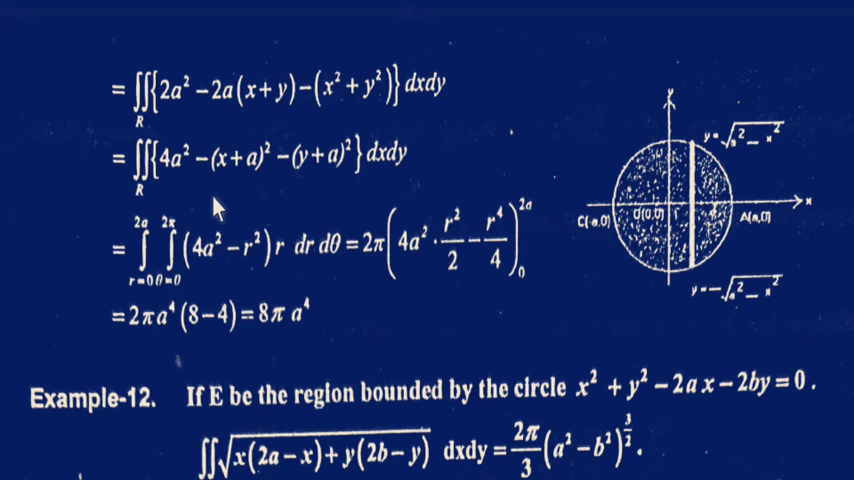 = ∬_R {2a² − 2a(x+y) − (x² + y²)} dxdy
= ∬_R {4a² − (x+a)² − (y+a)²} dxdy
= ∫_{r=0}^{2a} ∫_{θ=0}^{2π} (4a² − r²) r dr dθ = 2π (4a² · r²/2 − r⁴/4)_0^{2a}
= 2πa⁴ (8−4) = 8π a⁴
y
y = √a² − x²
C(-a,0) O(0,0) A(a,0) x
y = −√a² − x²
Example-12. If E be the region bounded by the circle x² + y² − 2ax − 2by = 0.
∬√x(2a−x) + y(2b−y) dxdy = 2π/3 (a² − b²)^{3/2}.